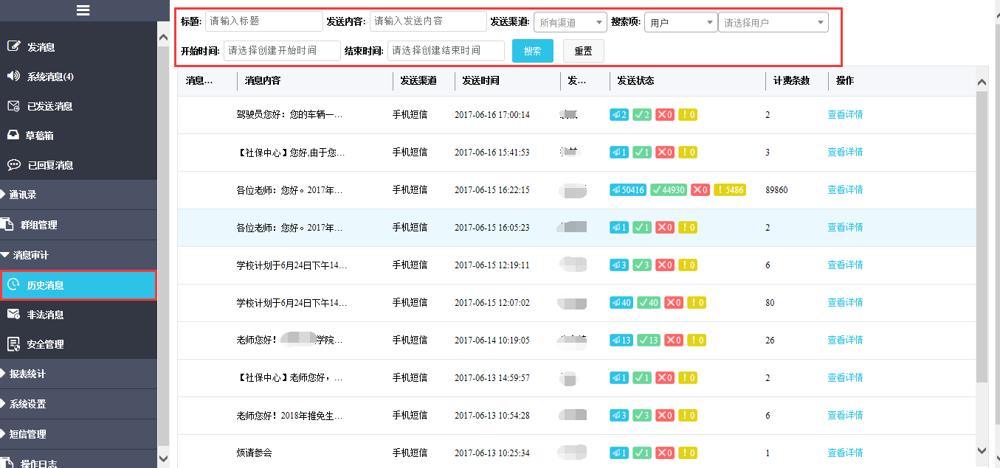 发消息
系统消息(4)
已发送消息
草稿箱
已回复消息
通讯录
群组管理
消息审计
历史消息
非法消息
安全管理
报表统计
系统设置
短信管理
操作日志
标题: 请输入标题 发送内容: 请输入发送内容 发送渠道: 所有渠道 搜索项: 用户 请选择用户
开始时间: 请选择创建开始时间 结束时间: 请选择创建结束时间 搜索 重置
消息... 消息内容 发送渠道 发送时间 发... 发送状态 计费条数 操作
驾驶员您好：您的车辆一... 手机短信 2017-06-16 17:00:14 2 2 0 0 2 查看详情
【社保中心】您好,由于您... 手机短信 2017-06-16 15:41:53 1 1 0 0 3 查看详情
各位老师：您好。2017年... 手机短信 2017-06-15 16:22:15 50416 44930 0 5486 89860 查看详情
各位老师：您好。2017年... 手机短信 2017-06-15 16:05:23 1 1 0 0 2 查看详情
学校计划于6月24日下午14... 手机短信 2017-06-15 12:19:11 3 3 0 0 6 查看详情
学校计划于6月24日下午14... 手机短信 2017-06-15 12:07:02 40 40 0 0 80 查看详情
老师您好！ 学院... 手机短信 2017-06-14 10:19:05 13 13 0 0 26 查看详情
【社保中心】老师您好，... 手机短信 2017-06-13 14:59:57 1 1 0 0 2 查看详情
老师您好！2018年推免生... 手机短信 2017-06-13 10:54:28 3 3 0 0 6 查看详情
烦请参会 手机短信 2017-06-13 10:25:34 1 1 0 0 1 查看详情